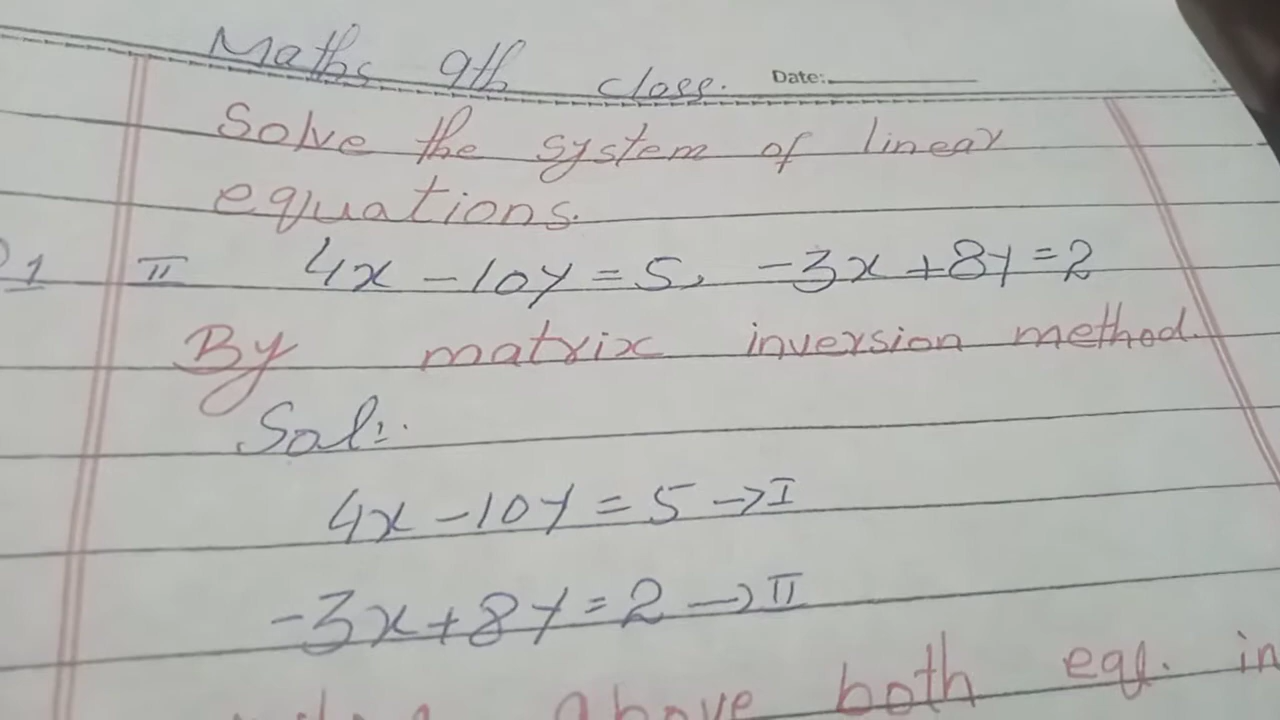 Maths 9th class. Date:
Solve the system of linear
equations.
1 II 4x - 10y = 5, -3x + 8y = 2
By matrix inversion method.
Sol:.
4x - 10y = 5 → I
-3x + 8y = 2 → II
above both eq. in